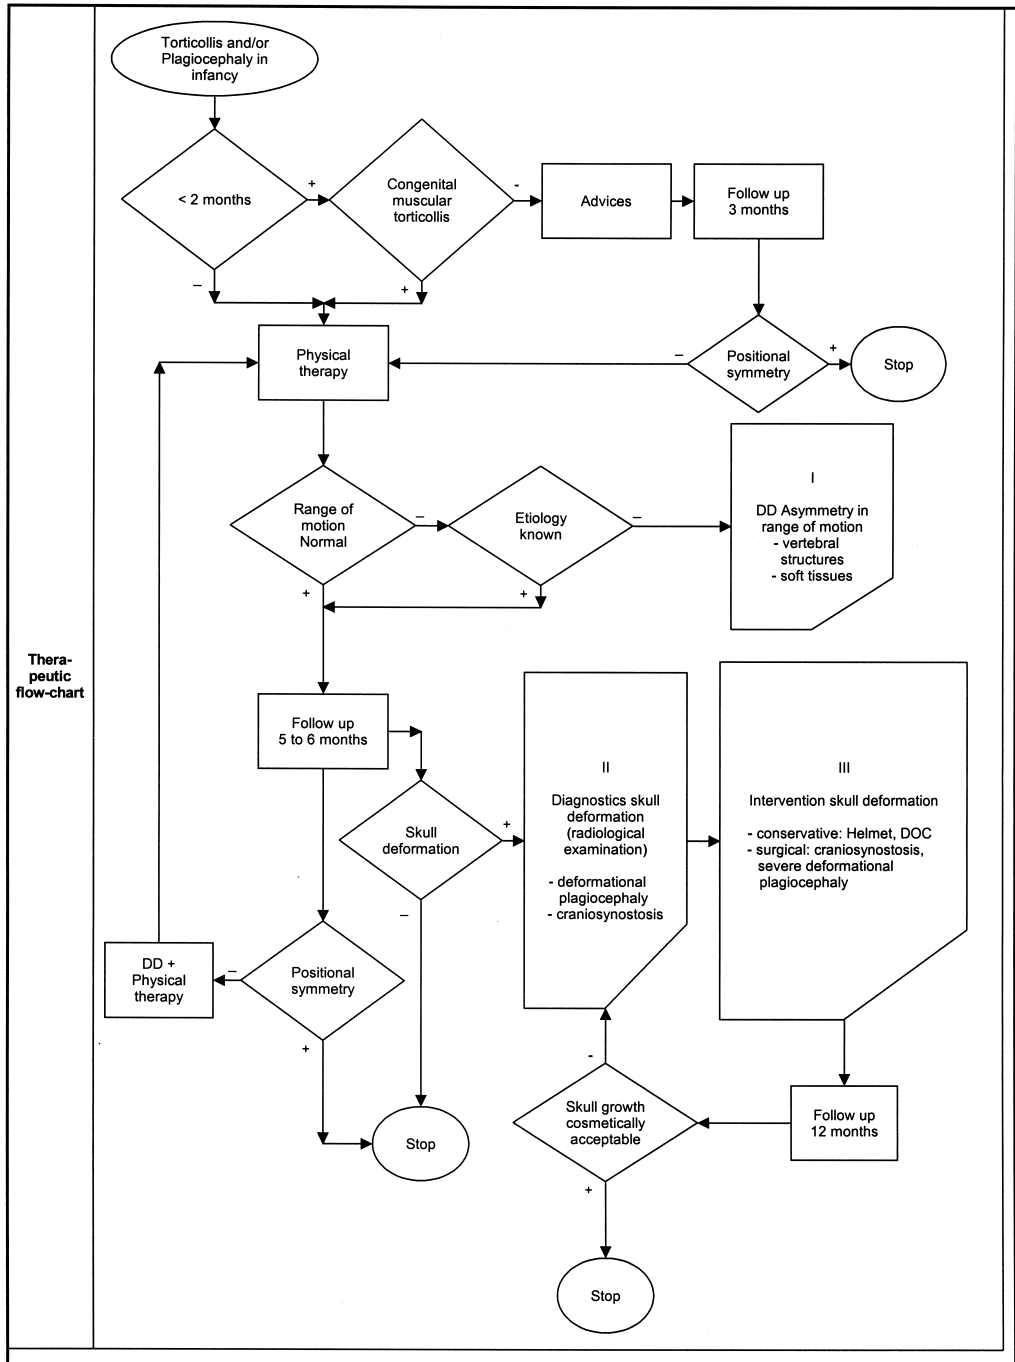 Torticollis and/or
Plagiocephaly in
infancy
< 2 months
+
–
Congenital
muscular
torticollis
-
+
Advices
Follow up
3 months
Physical
therapy
–
Positional
symmetry
+
Stop
Range of
motion
Normal
–
+
Etiology
known
–
+
I
DD Asymmetry in
range of motion
- vertebral
structures
- soft tissues
Thera-
peutic
flow-chart
Follow up
5 to 6 months
Skull
deformation
+
–
II
Diagnostics skull
deformation
(radiological
examination)
- deformational
plagiocephaly
- craniosynostosis
III
Intervention skull deformation
- conservative: Helmet, DOC
- surgical: craniosynostosis,
severe deformational
plagiocephaly
DD +
Physical
therapy
–
Positional
symmetry
+
Stop
-
Skull growth
cosmetically
acceptable
+
Follow up
12 months
Stop